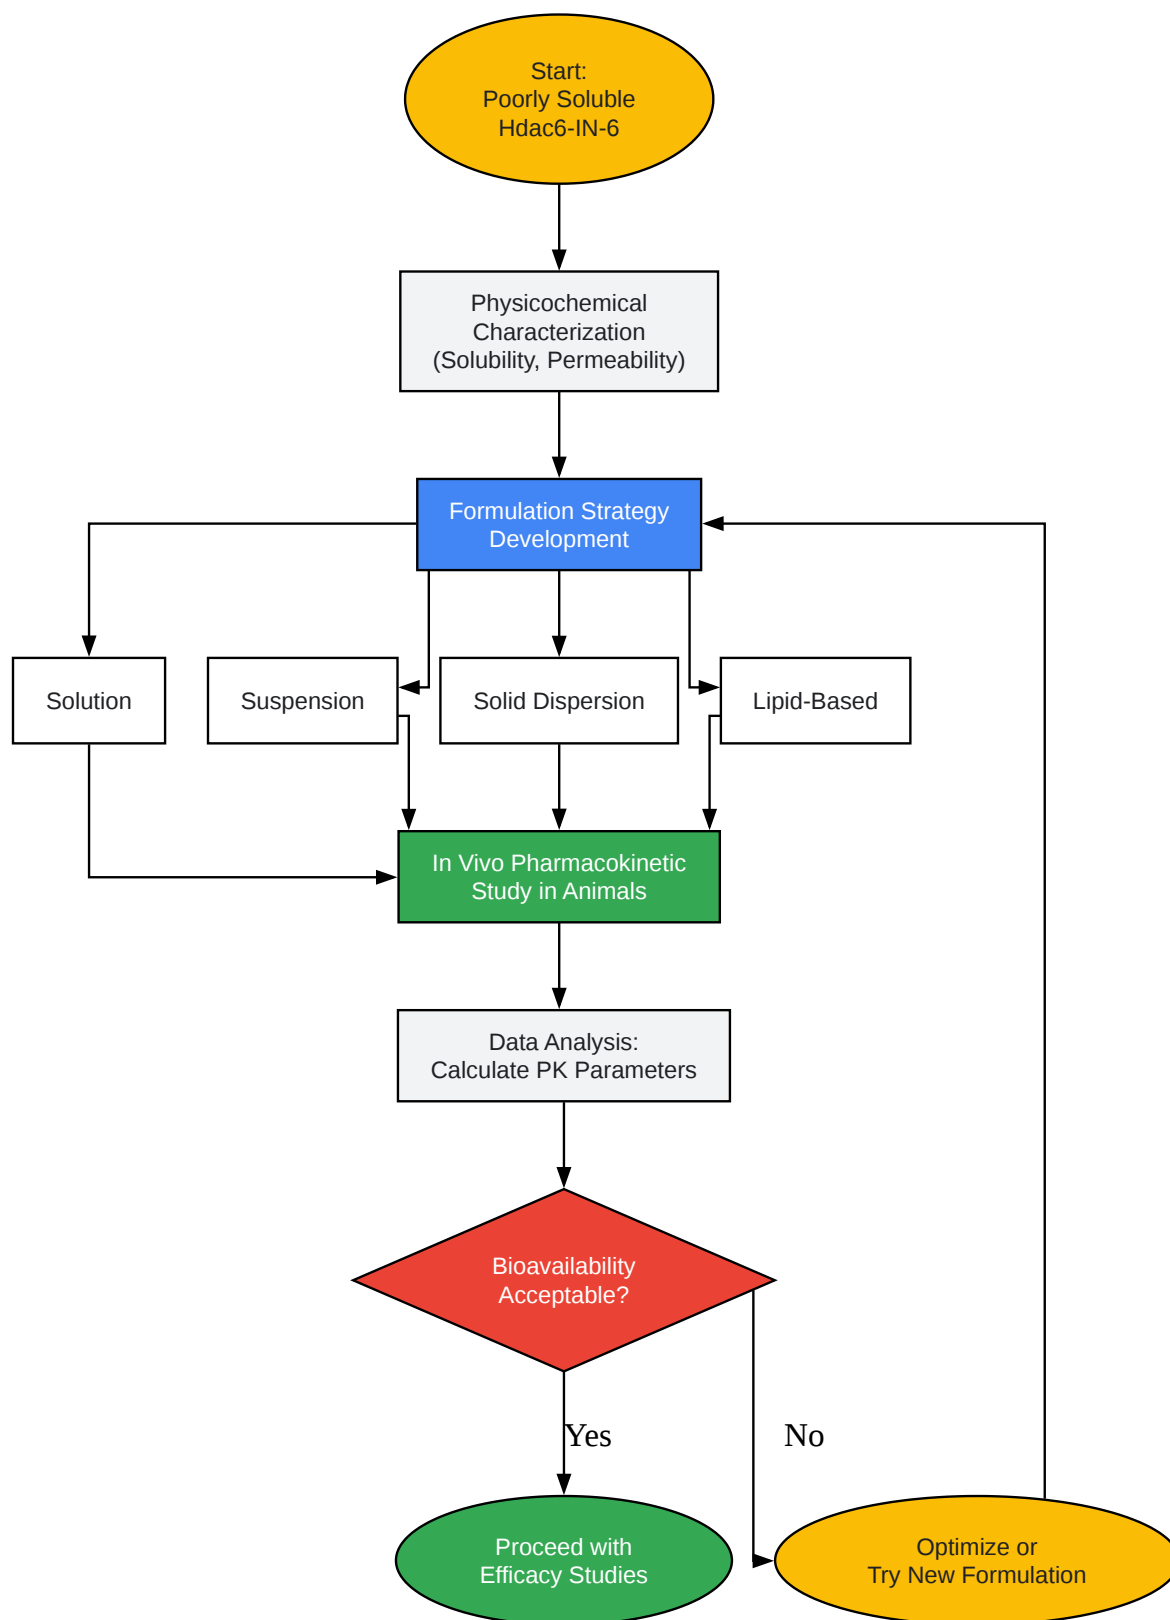 Start:
Poorly Soluble
Hdac6-IN-6
Physicochemical
Characterization
(Solubility, Permeability)
Formulation Strategy
Development
Solution
Suspension
Solid Dispersion
Lipid-Based
In Vivo Pharmacokinetic
Study in Animals
Data Analysis:
Calculate PK Parameters
Bioavailability
Acceptable?
Yes
No
Proceed with
Efficacy Studies
Optimize or
Try New Formulation